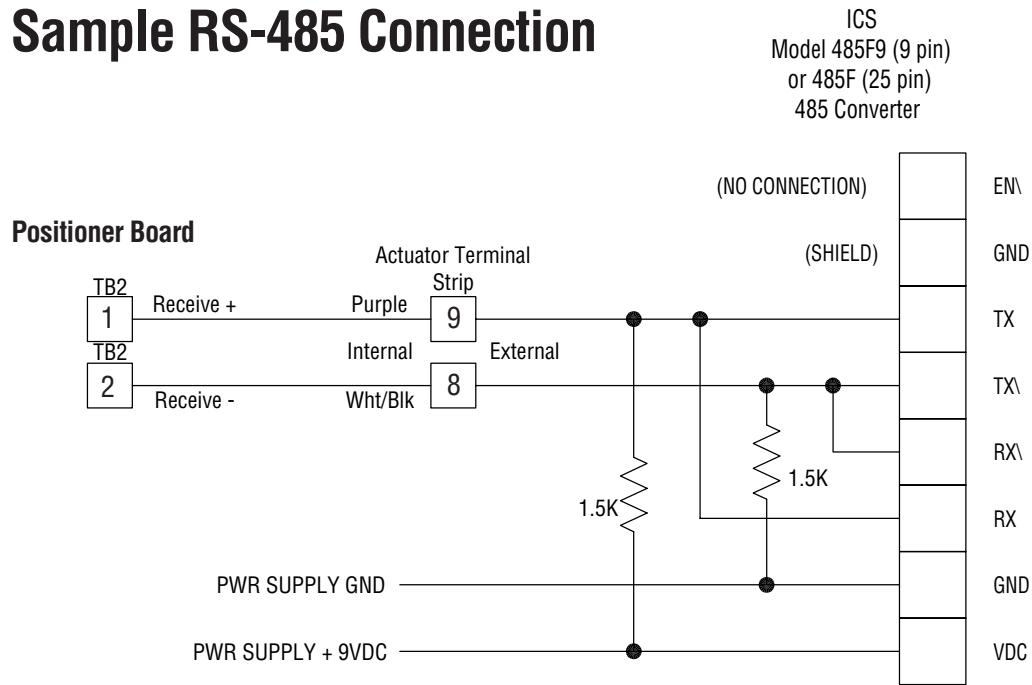 Sample RS-485 Connection
ICS
Model 485F9 (9 pin)
or 485F (25 pin)
485 Converter
(NO CONNECTION)
EN\
Positioner Board
(SHIELD)
GND
Actuator Terminal
Strip
TB2
1
Receive +
Purple
9
TX
TB2
Internal
External
2
Receive -
Wht/Blk
8
TX\
RX\
1.5K
1.5K
RX
PWR SUPPLY GND
GND
PWR SUPPLY + 9VDC
VDC